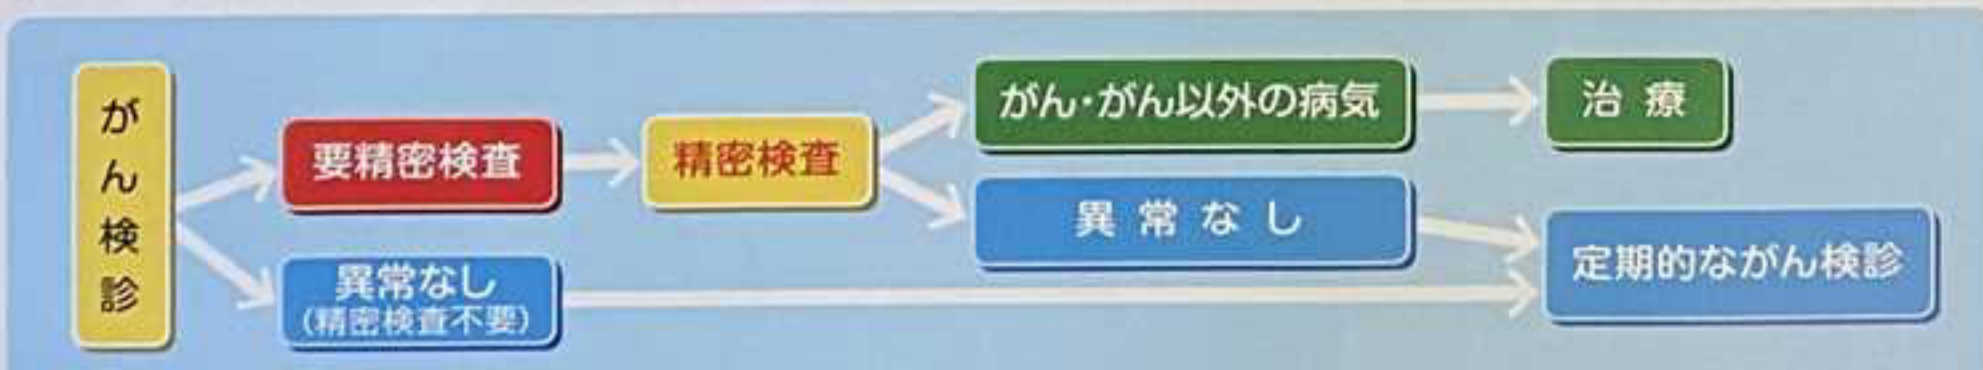 がん検診
要精密検査
異常なし
(精密検査不要)
精密検査
がん・がん以外の病気
異常なし
治療
定期的ながん検診